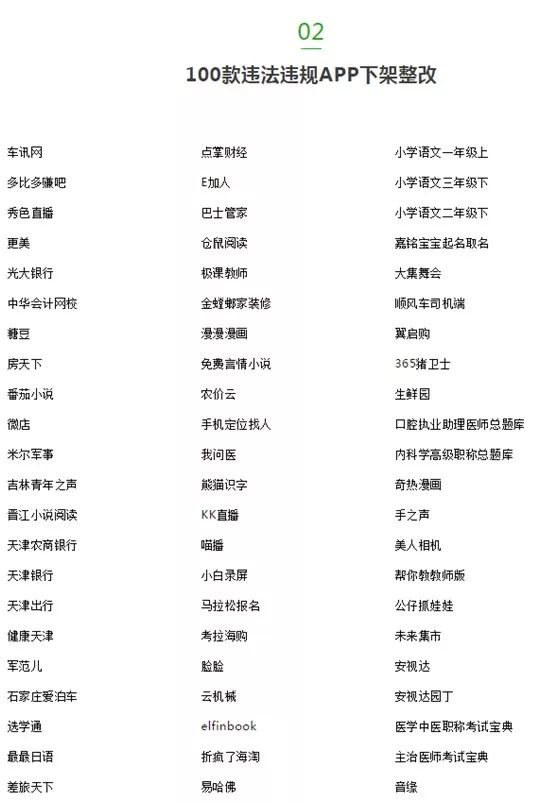 02
100款违法违规APP下架整改
车讯网 点掌财经 小学语文一年级上
多比多赚吧 E加人 小学语文三年级下
秀色直播 巴士管家 小学语文二年级下
更美 仓鼠阅读 嘉铭宝宝起名取名
光大银行 极课教师 大集舞会
中华会计网校 金螳螂家装修 顺风车司机端
糖豆 漫漫漫画 翼启购
房天下 免费言情小说 365猪卫士
番茄小说 农价云 生鲜园
微店 手机定位找人 口腔执业助理医师总题库
米尔军事 我问医 内科学高级职称总题库
吉林青年之声 熊猫识字 奇热漫画
晋江小说阅读 KK直播 手之声
天津农商银行 喵播 美人相机
天津银行 小白录屏 帮你教教师版
天津出行 马拉松报名 公仔抓娃娃
健康天津 考拉海购 未来集市
军范儿 脸脸 安视达
石家庄爱泊车 云机械 安视达园丁
选学通 elfinbook 医学中医职称考试宝典
最最日语 折疯了海淘 主治医师考试宝典
差旅天下 易哈佛 音缘